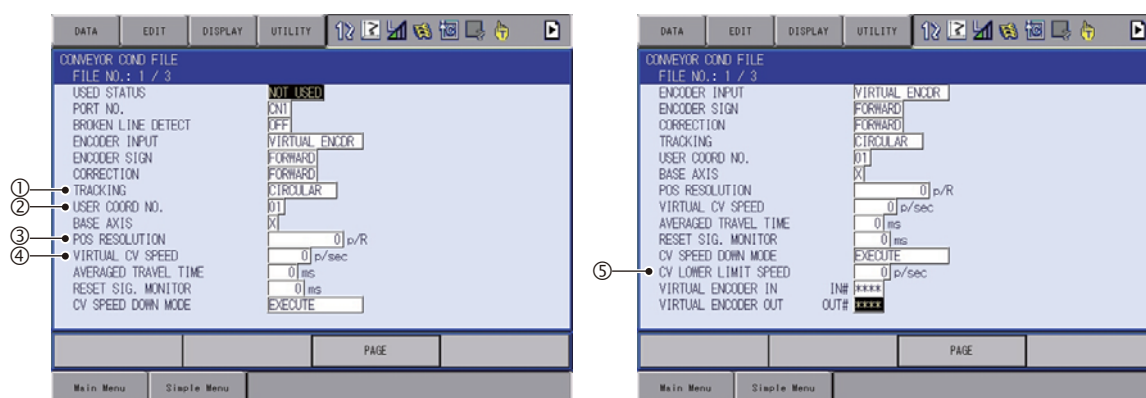 DATA EDIT DISPLAY UTILITY
CONVEYOR COND FILE
FILE NO.: 1 / 3
USED STATUS NOT USED
PORT NO. CN1
BROKEN LINE DETECT OFF
ENCODER INPUT VIRTUAL ENCDR
ENCODER SIGN FORWARD
CORRECTION FORWARD
① TRACKING CIRCULAR
② USER COORD NO. 01
BASE AXIS X
③ POS RESOLUTION 0 p/R
④ VIRTUAL CV SPEED 0 p/sec
AVERAGED TRAVEL TIME 0 ms
RESET SIG. MONITOR 0 ms
CV SPEED DOWN MODE EXECUTE
PAGE
Main Menu Simple Menu
DATA EDIT DISPLAY UTILITY
CONVEYOR COND FILE
FILE NO.: 1 / 3
ENCODER INPUT VIRTUAL ENCDR
ENCODER SIGN FORWARD
CORRECTION FORWARD
TRACKING CIRCULAR
USER COORD NO. 01
BASE AXIS X
POS RESOLUTION 0 p/R
VIRTUAL CV SPEED 0 p/sec
AVERAGED TRAVEL TIME 0 ms
RESET SIG. MONITOR 0 ms
CV SPEED DOWN MODE EXECUTE
⑤ CV LOWER LIMIT SPEED 0 p/sec
VIRTUAL ENCODER IN IN# ****
VIRTUAL ENCODER OUT OUT# ****
PAGE
Main Menu Simple Menu